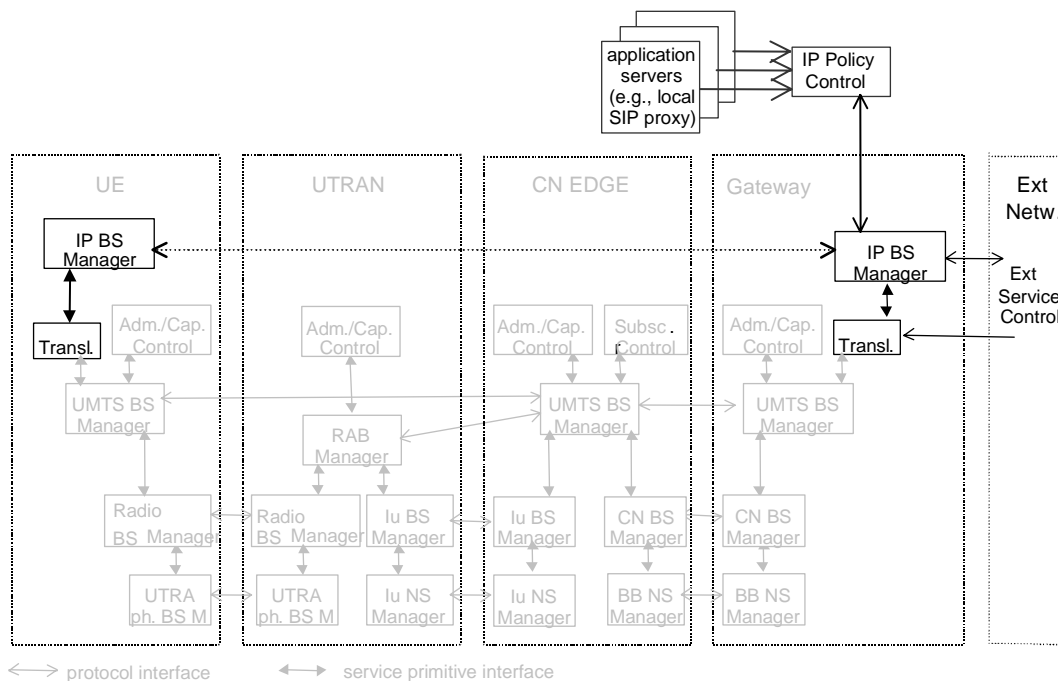 application
servers
(e.g., local
SIP proxy)
IP Policy
Control
UE
UTRAN
CN EDGE
Gateway
Ext
Netw.
IP BS
Manager
IP BS
Manager
Ext
Service
Control
Transl.
Adm./Cap.
Control
Adm./Cap.
Control
Adm./Cap.
Control
Subsc.
r
Control
Adm./Cap.
Control
Transl.
UMTS BS
Manager
RAB
Manager
UMTS BS
Manager
UMTS BS
Manager
Radio
BS Manager
Radio
BS Manager
Iu BS
Manager
Iu BS
Manager
CN BS
Manager
CN BS
Manager
UTRA
ph. BS M
UTRA
ph. BS M
Iu NS
Manager
Iu NS
Manager
BB NS
Manager
BB NS
Manager
protocol interface
service primitive interface